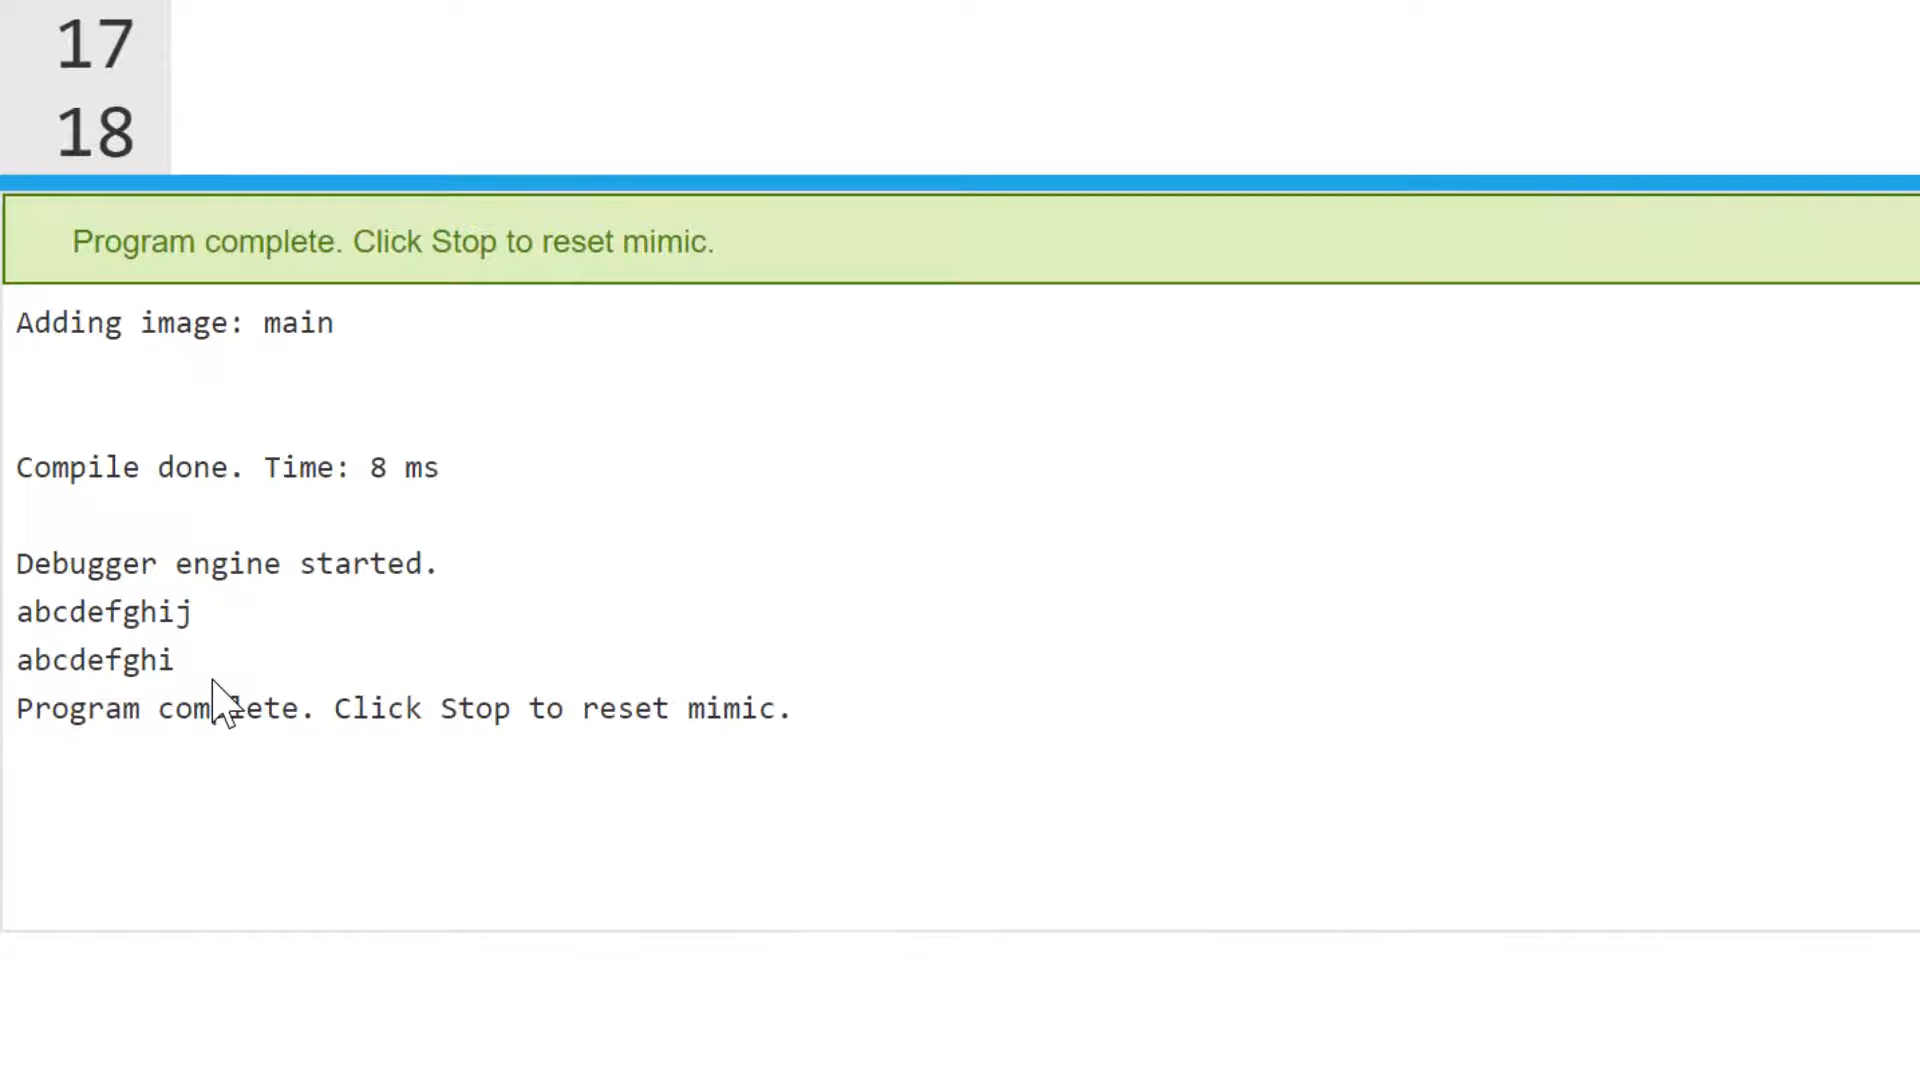 17
18
Program complete. Click Stop to reset mimic.
Adding image: main
Compile done. Time: 8 ms
Debugger engine started.
abcdefghij
abcdefghi
Program complete. Click Stop to reset mimic.